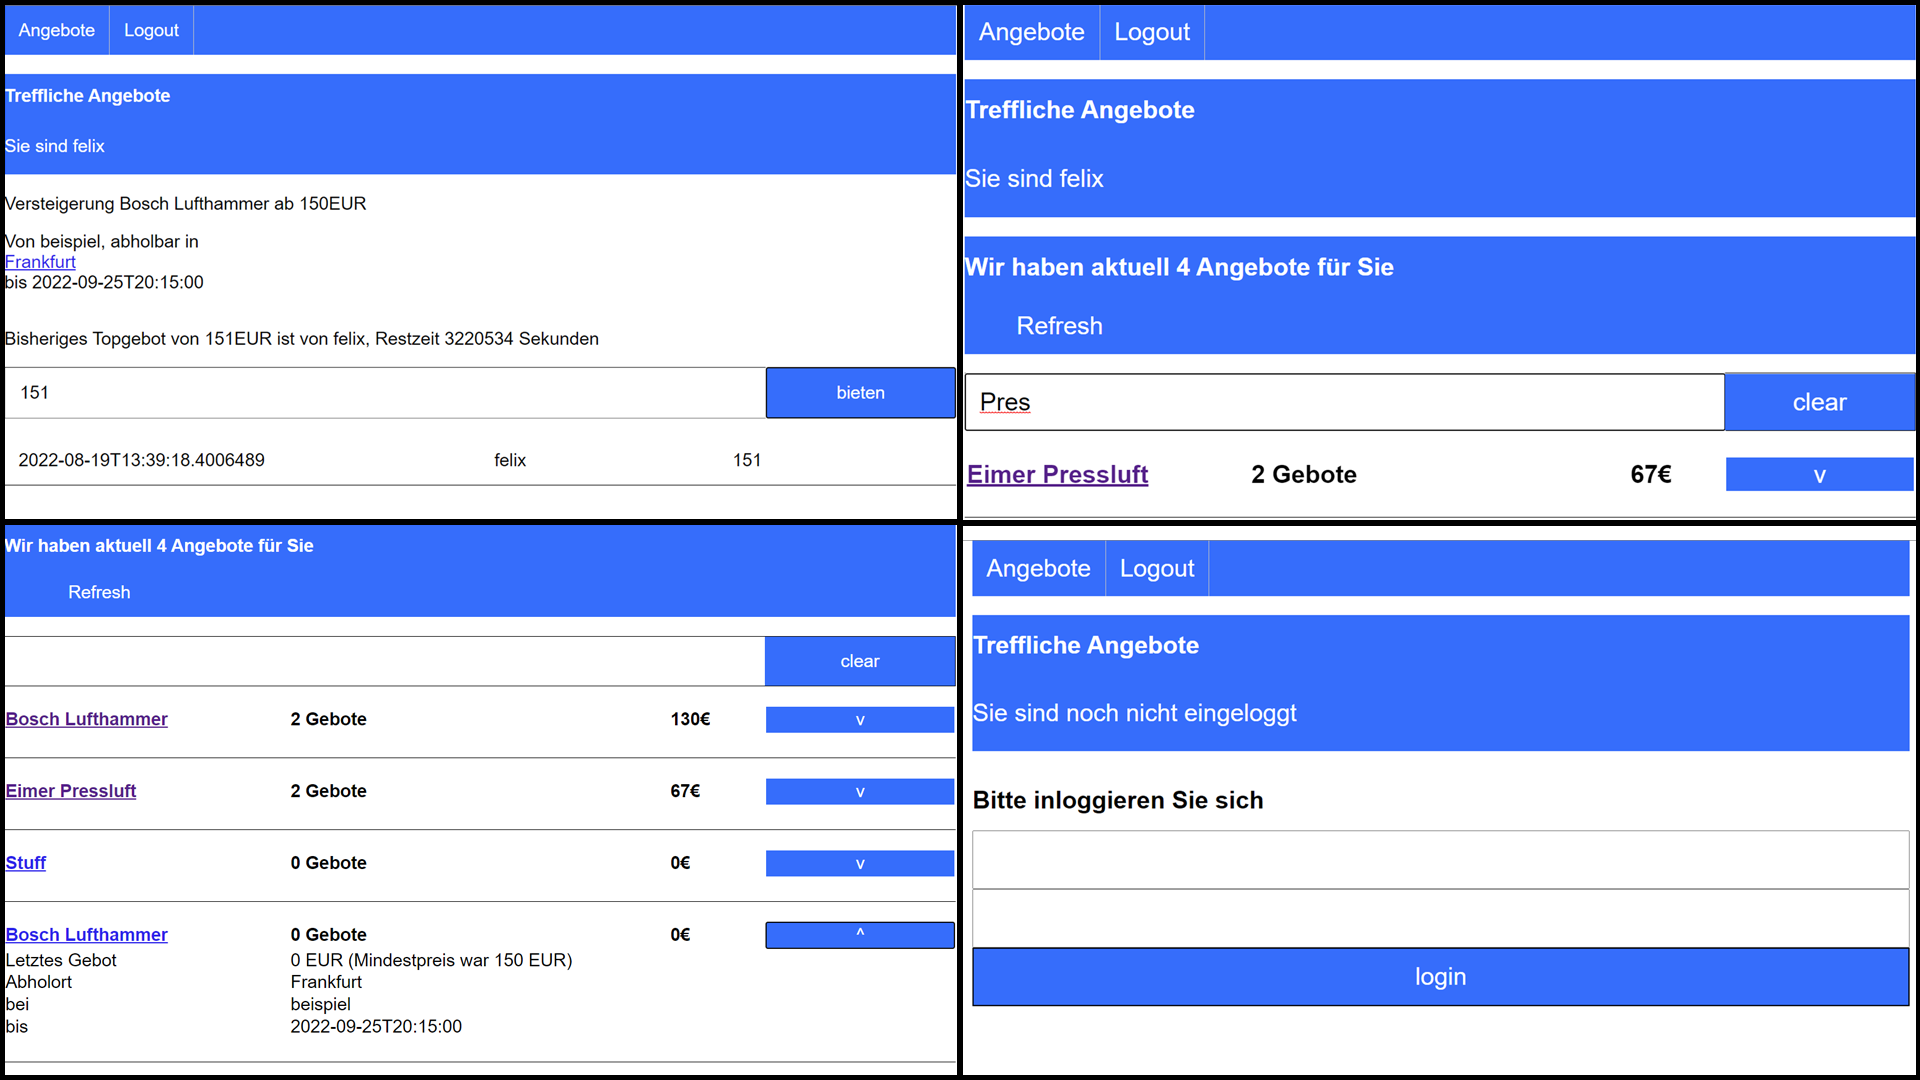 Angebote Logout
Treffliche Angebote
Sie sind felix
Versteigerung Bosch Lufthammer ab 150EUR
Von beispiel, abholbar in
Frankfurt
bis 2022-09-25T20:15:00
Bisheriges Topgebot von 151EUR ist von felix, Restzeit 3220534 Sekunden
151 bieten
2022-08-19T13:39:18.4006489 felix 151
Angebote Logout
Treffliche Angebote
Sie sind felix
Wir haben aktuell 4 Angebote für Sie
Refresh
Pres clear
Eimer Pressluft 2 Gebote 67€ v
Wir haben aktuell 4 Angebote für Sie
Refresh
clear
Bosch Lufthammer 2 Gebote 130€ v
Eimer Pressluft 2 Gebote 67€ v
Stuff 0 Gebote 0€ v
Bosch Lufthammer 0 Gebote 0€ ^
Letztes Gebot 0 EUR (Mindestpreis war 150 EUR)
Abholort Frankfurt
bei beispiel
bis 2022-09-25T20:15:00
Angebote Logout
Treffliche Angebote
Sie sind noch nicht eingeloggt
Bitte inloggieren Sie sich
login